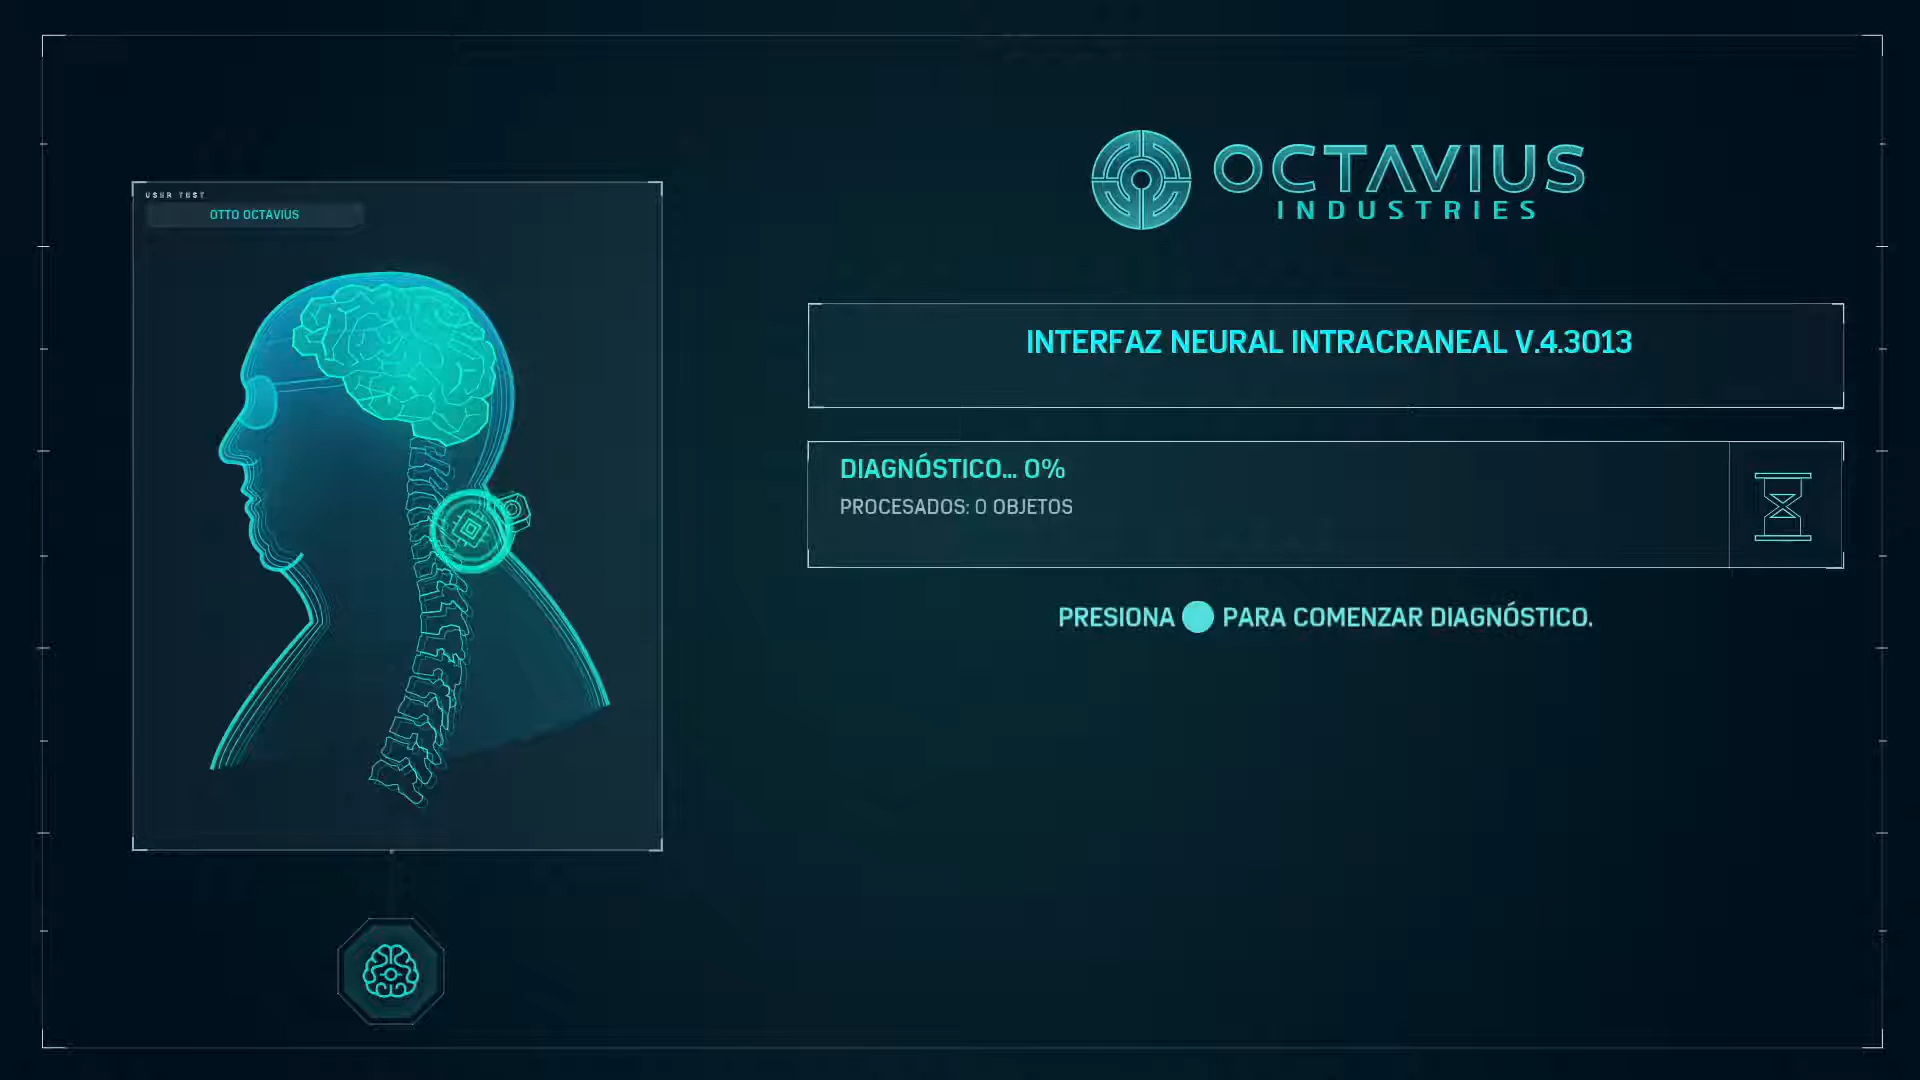 USER TEST
OTTO OCTAVIUS
OCTAVIUS
INDUSTRIES
INTERFAZ NEURAL INTRACRANEAL V.4.3013
DIAGNÓSTICO... 0%
PROCESADOS: 0 OBJETOS
PRESIONA PARA COMENZAR DIAGNÓSTICO.